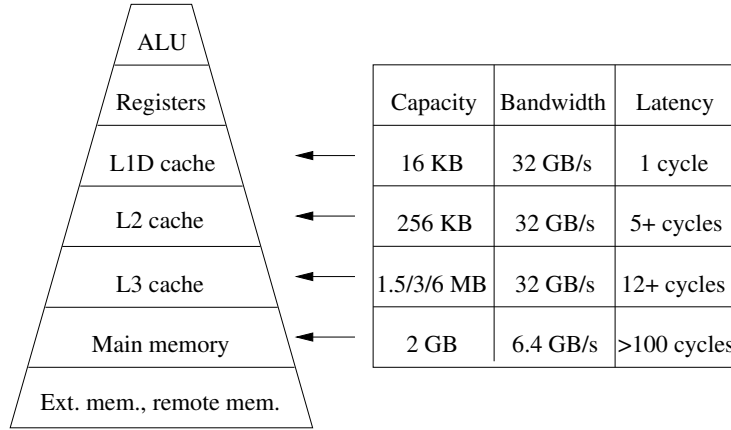 ALU
Registers
L1D cache
L2 cache
L3 cache
Main memory
Ext. mem., remote mem.
Capacity Bandwidth Latency
16 KB 32 GB/s 1 cycle
256 KB 32 GB/s 5+ cycles
1.5/3/6 MB 32 GB/s 12+ cycles
2 GB 6.4 GB/s >100 cycles